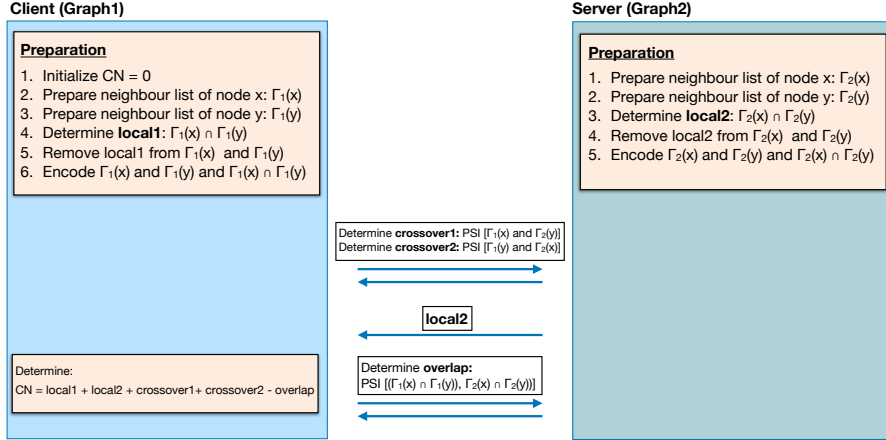 Client (Graph1)
Preparation
1. Initialize CN = 0
2. Prepare neighbour list of node x: Γ₁(x)
3. Prepare neighbour list of node y: Γ₁(y)
4. Determine local1: Γ₁(x) ∩ Γ₁(y)
5. Remove local1 from Γ₁(x) and Γ₁(y)
6. Encode Γ₁(x) and Γ₁(y) and Γ₁(x) ∩ Γ₁(y)
Server (Graph2)
Preparation
1. Prepare neighbour list of node x: Γ₂(x)
2. Prepare neighbour list of node y: Γ₂(y)
3. Determine local2: Γ₂(x) ∩ Γ₂(y)
4. Remove local2 from Γ₂(x) and Γ₂(y)
5. Encode Γ₂(x) and Γ₂(y) and Γ₂(x) ∩ Γ₂(y)
Determine crossover1: PSI [Γ₁(x) and Γ₂(y)]
Determine crossover2: PSI [Γ₁(y) and Γ₂(x)]
local2
Determine overlap:
PSI [(Γ₁(x) ∩ Γ₁(y)), Γ₂(x) ∩ Γ₂(y))]
Determine:
CN = local1 + local2 + crossover1+ crossover2 - overlap